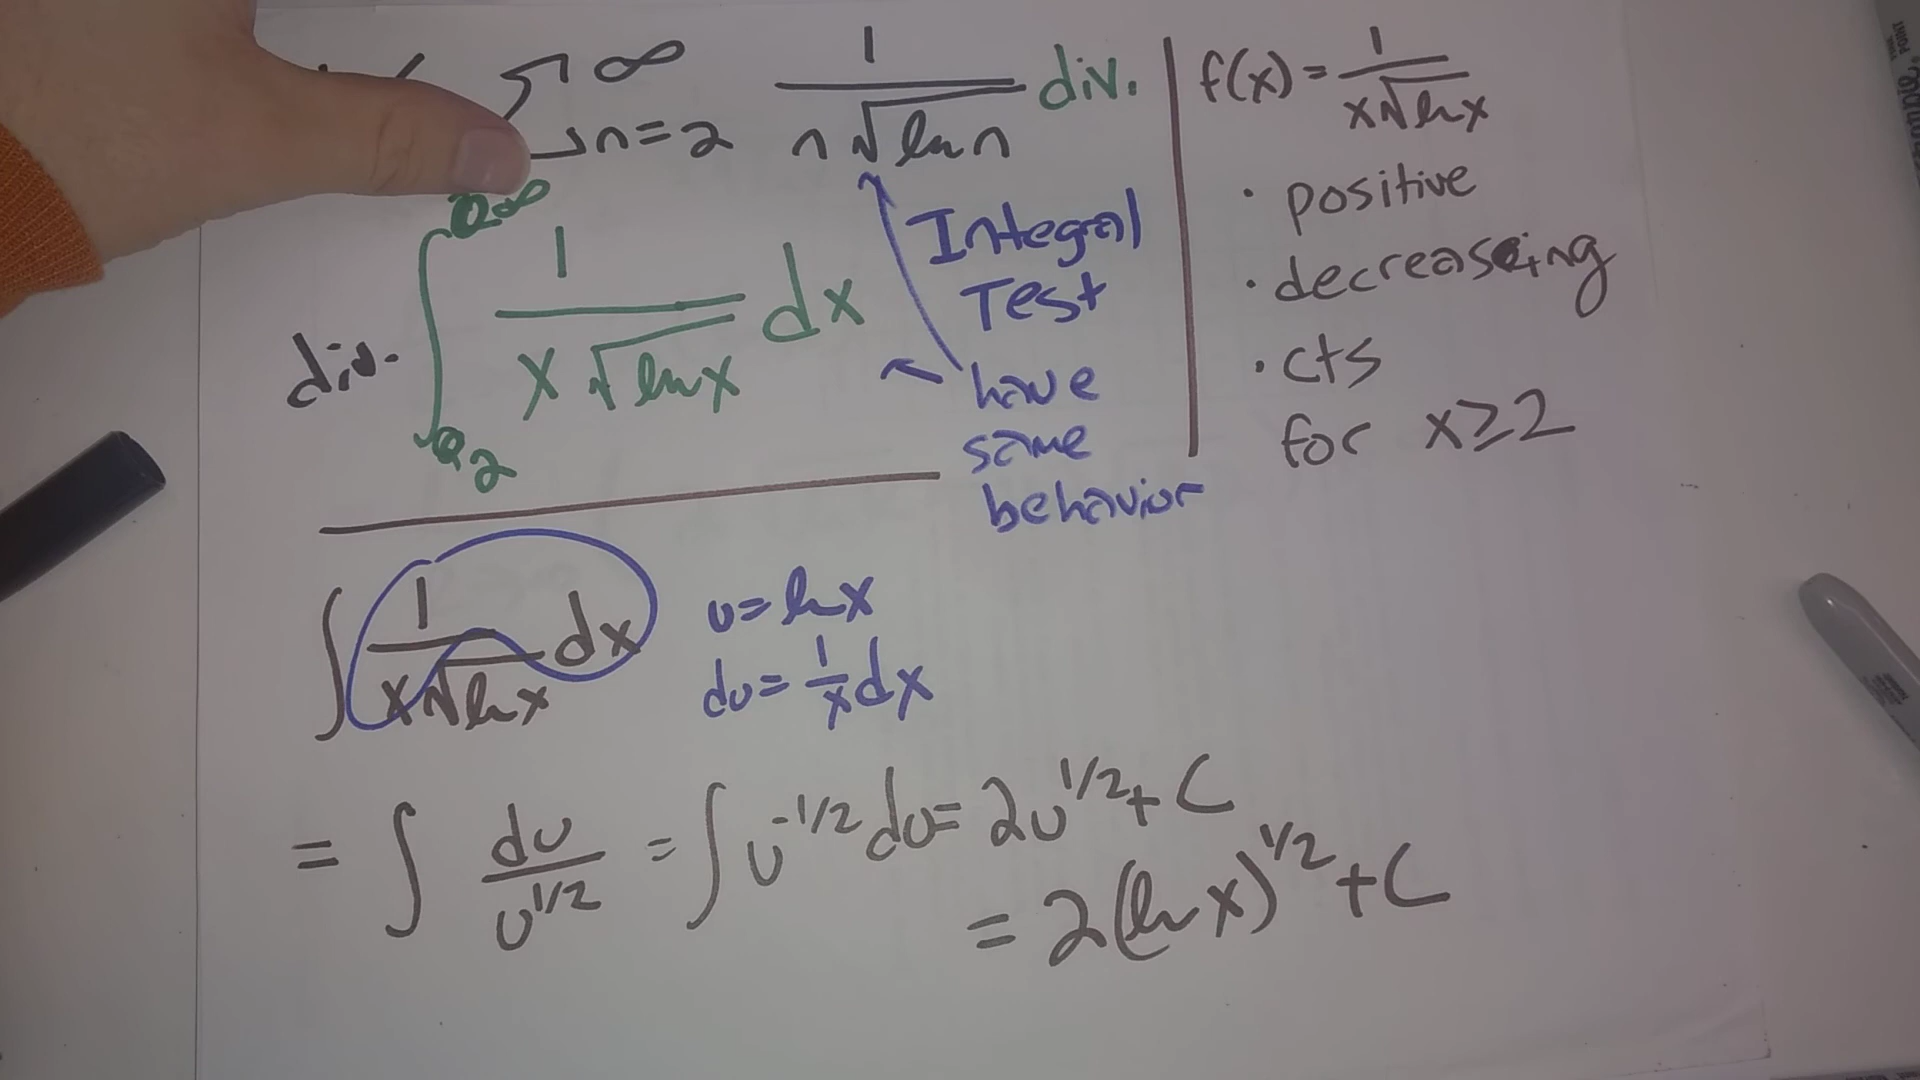 ∑ ∞ n=2 1/(n√(ln n)) div.
∫ ∞ 2 1/(x√(ln x)) dx
div.
Integral
Test
have
same
behavior
f(x) = 1/(x√(ln x))
• positive
• decreasing
• cts
for x ≥ 2
∫ 1/(x√(ln x)) dx
u = ln x
du = 1/x dx
= ∫ du/u^(1/2) = ∫ u^(-1/2) du = 2u^(1/2) + C
= 2(ln x)^(1/2) + C
POINT